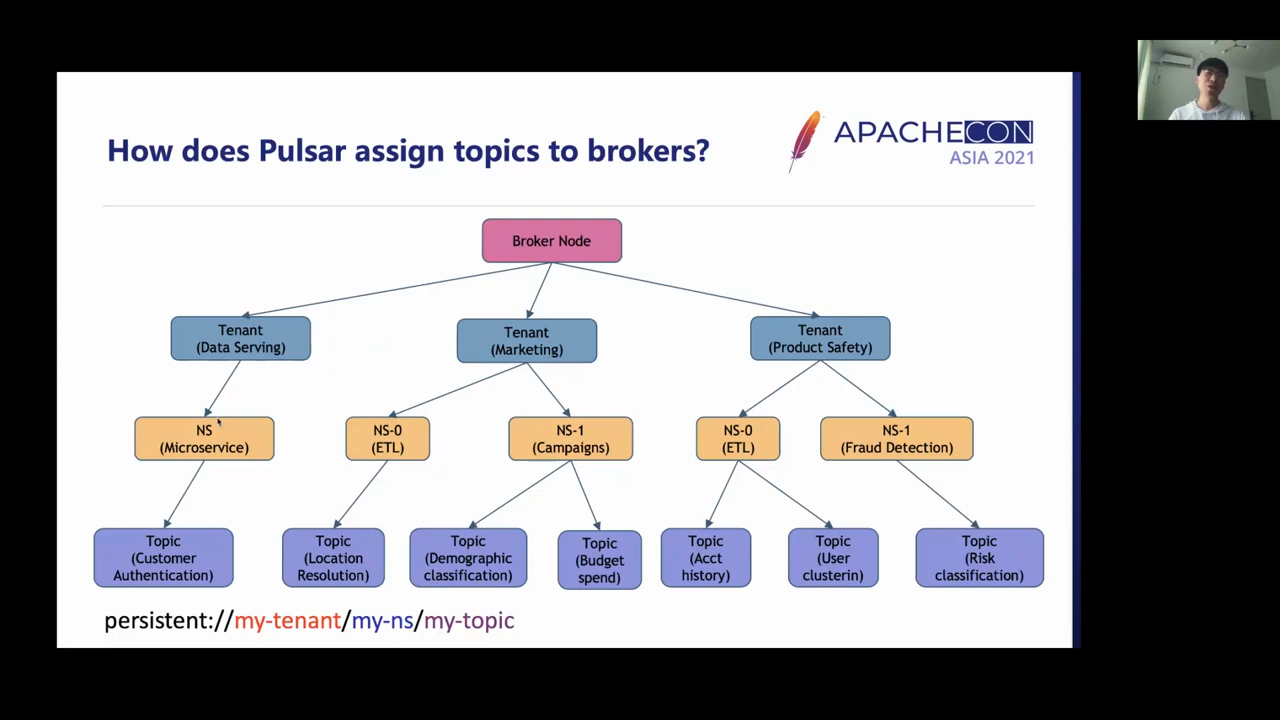 How does Pulsar assign topics to brokers?
APACHECON
ASIA 2021
Broker Node
Tenant
(Data Serving)
Tenant
(Marketing)
Tenant
(Product Safety)
NS
(Microservice)
NS-0
(ETL)
NS-1
(Campaigns)
NS-0
(ETL)
NS-1
(Fraud Detection)
Topic
(Customer
Authentication)
Topic
(Location
Resolution)
Topic
(Demographic
classification)
Topic
(Budget
spend)
Topic
(Acct
history)
Topic
(User
clusterin)
Topic
(Risk
classification)
persistent://my-tenant/my-ns/my-topic